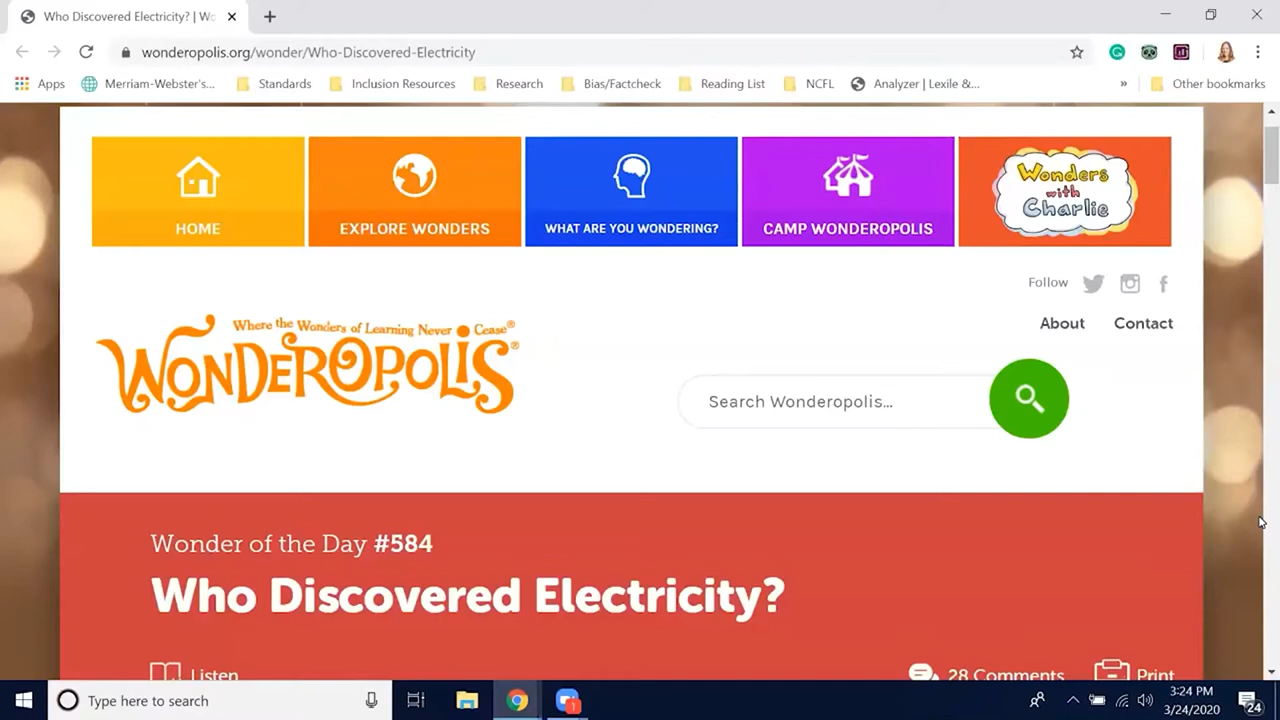 Who Discovered Electricity? | Wo
wonderopolis.org/wonder/Who-Discovered-Electricity
Apps
Merriam-Webster's...
Standards
Inclusion Resources
Research
Bias/Factcheck
Reading List
NCFL
Analyzer | Lexile &...
»
Other bookmarks
HOME
EXPLORE WONDERS
WHAT ARE YOU WONDERING?
CAMP WONDEROPOLIS
Wonders
with
Charlie
Follow
About
Contact
Where the Wonders of Learning Never Cease®
WONDEROPOLIS®
Search Wonderopolis...
Wonder of the Day #584
Who Discovered Electricity?
Listen
28 Comments
Print
Type here to search
3:24 PM
3/24/2020
24